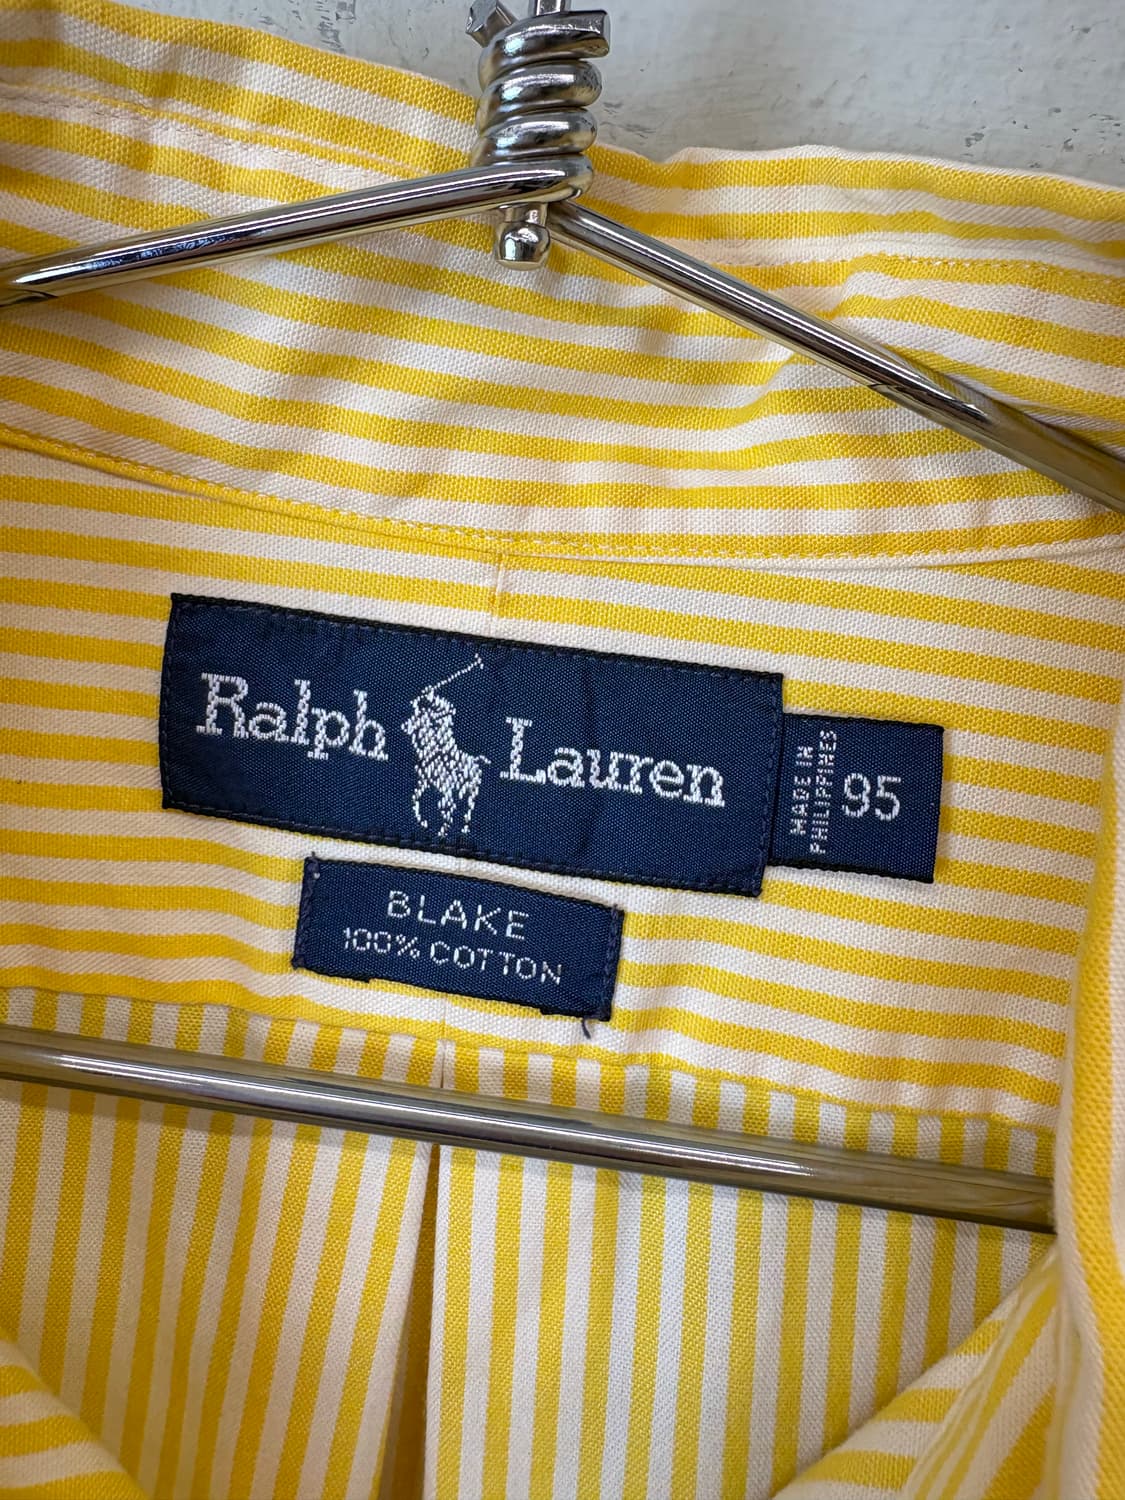 Ralph Lauren
MADE IN
PHILIPPINES
95
BLAKE
100% COTTON